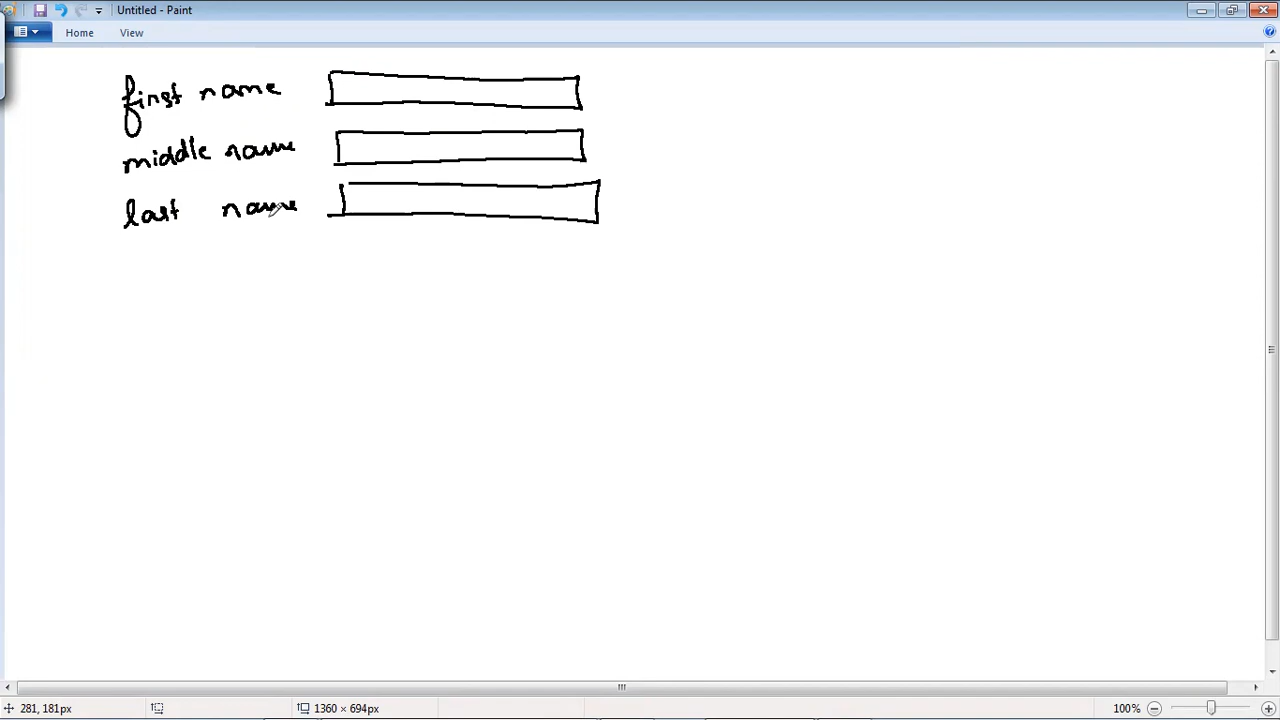 Untitled - Paint
Home View
first name
middle name
last name
281, 181px 1360 × 694px 100%